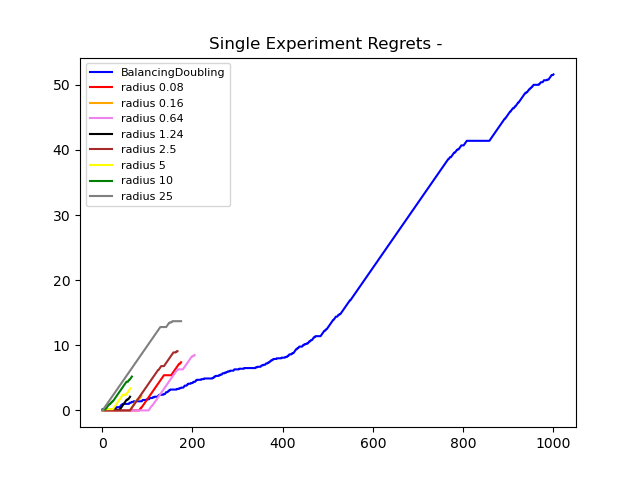 Single Experiment Regrets -
BalancingDoubling
radius 0.08
radius 0.16
radius 0.64
radius 1.24
radius 2.5
radius 5
radius 10
radius 25
50
40
30
20
10
0
0 200 400 600 800 1000